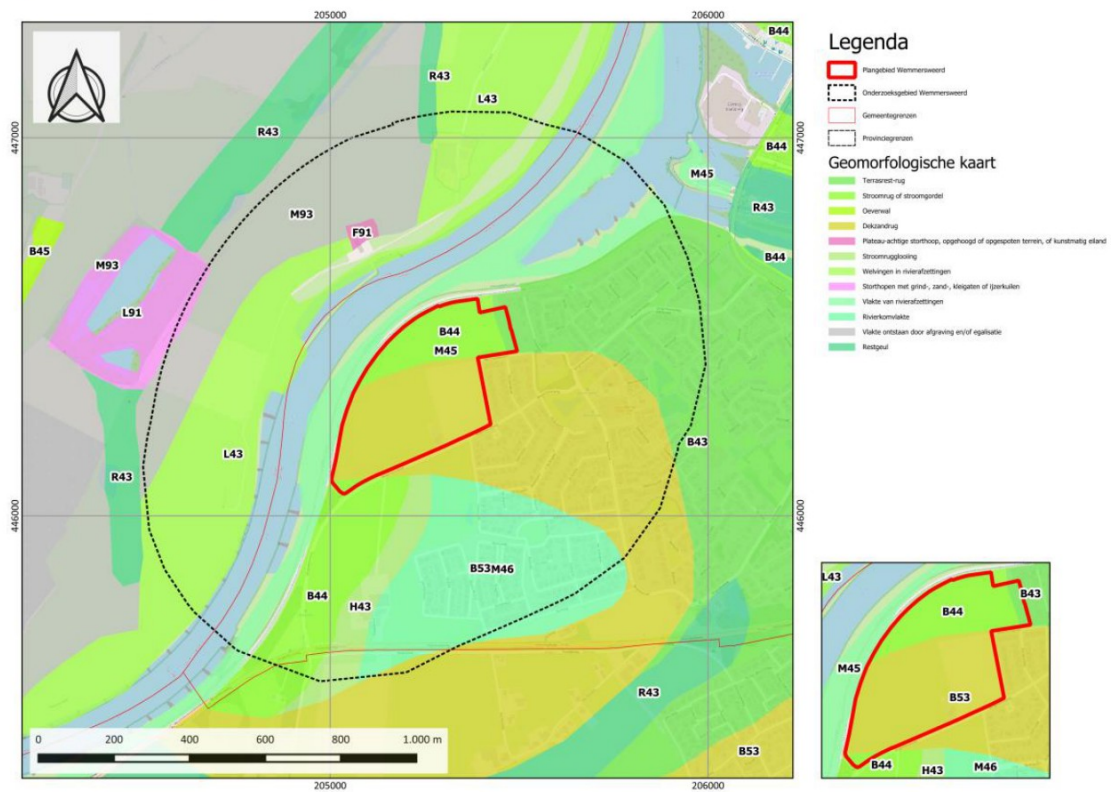 205000
206000
447000
447000
446000
446000
B44
R43
L43
R43
B44
M45
M93
R43
F91
B45
M93
B44
L91
B44
M45
B43
L43
R43
B53M46
B44
H43
R43
B53
0 200 400 600 800 1.000 m
205000
206000
Legenda
Plangebied Wemmersweerd
Onderzoeksgebied Wemmersweerd
Gemeentegrenzen
Provinciegrenzen
Geomorfologische kaart
Terrasrest-rug
Stroomrug of stroomgordel
Oeverwal
Dekzandrug
Plateau-achtige storthoop, opgehoogd of opgespoten terrein, of kunstmatig eiland
Stroomrugglooiing
Welvingen in rivierafzettingen
Storthopen met grind-, zand-, kleigaten of ijzerkuilen
Vlakte van rivierafzettingen
Rivierkomvlakte
Vlakte ontstaan door afgraving en/of egalisatie
Restgeul
L43
B43
B44
M45
B53
B44
H43
M46